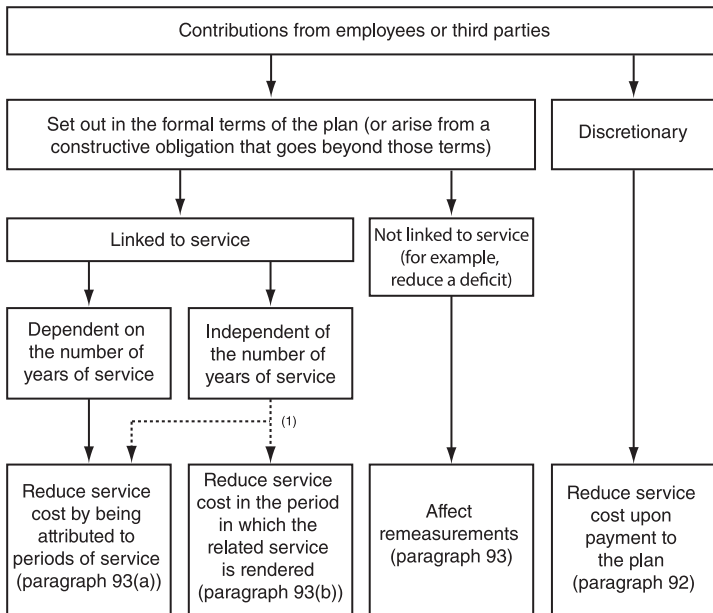 Contributions from employees or third parties
Set out in the formal terms of the plan (or arise from a
constructive obligation that goes beyond those terms)
Discretionary
Linked to service
Not linked to service
(for example,
reduce a deficit)
Dependent on
the number of
years of service
Independent of
the number of
years of service
(1)
Reduce service
cost by being
attributed to
periods of service
(paragraph 93(a))
Reduce service
cost in the period
in which the
related service
is rendered
(paragraph 93(b))
Affect
remeasurements
(paragraph 93)
Reduce service
cost upon
payment to
the plan
(paragraph 92)